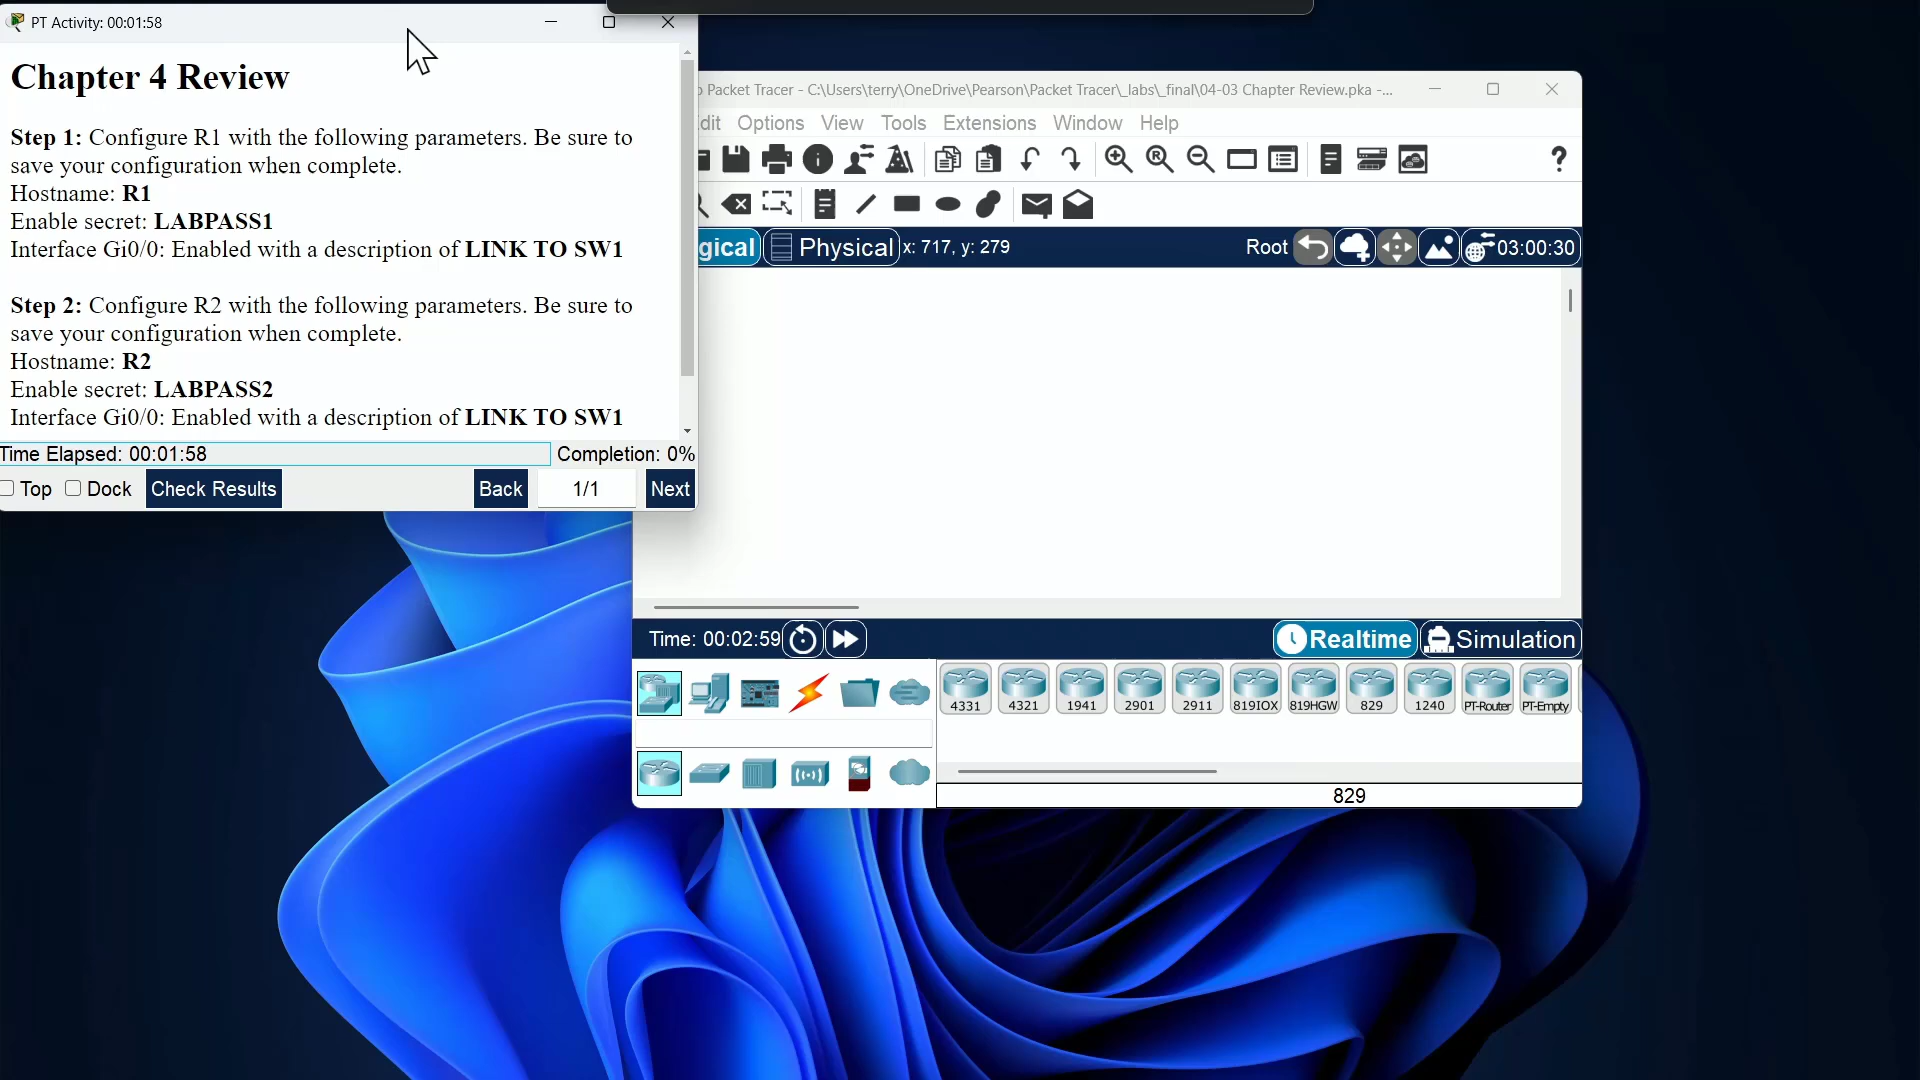 PT Activity: 00:01:58
Chapter 4 Review
Step 1: Configure R1 with the following parameters. Be sure to
save your configuration when complete.
Hostname: R1
Enable secret: LABPASS1
Interface Gi0/0: Enabled with a description of LINK TO SW1
Step 2: Configure R2 with the following parameters. Be sure to
save your configuration when complete.
Hostname: R2
Enable secret: LABPASS2
Interface Gi0/0: Enabled with a description of LINK TO SW1
Time Elapsed: 00:01:58
Completion: 0%
Top
Dock
Check Results
Back
1/1
Next
Packet Tracer - C:\Users\terry\OneDrive\Pearson\Packet Tracer\_labs\_final\04-03 Chapter Review.pka -...
dit Options View Tools Extensions Window Help
?
gical
Physical
x: 717, y: 279
Root
03:00:30
Time: 00:02:59
Realtime
Simulation
4331 4321 1941 2901 2911 819IOX 819HGW 829 1240 PT-Router PT-Empty
829